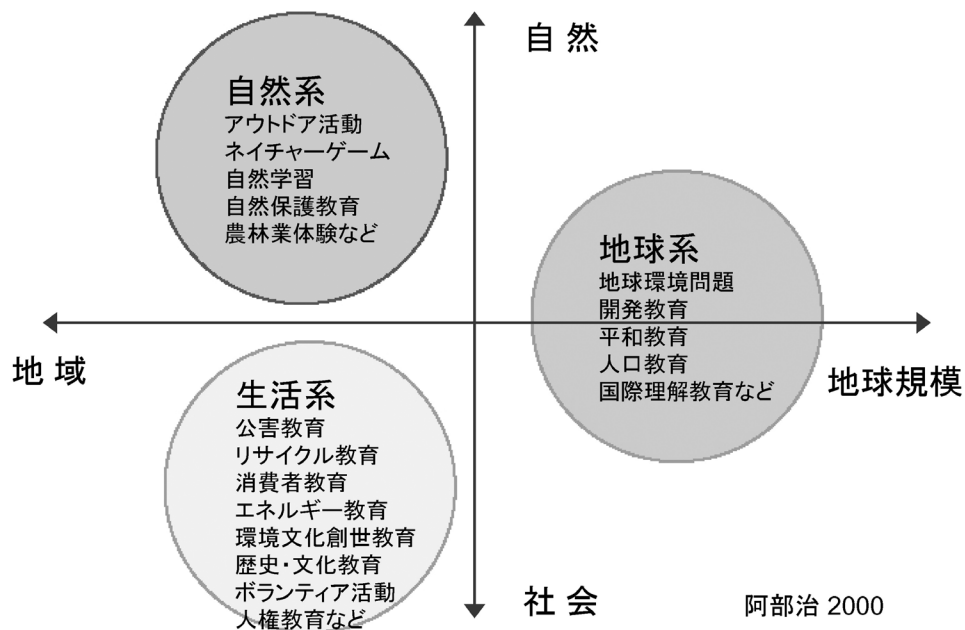 自然
自然系
アウトドア活動
ネイチャーゲーム
自然学習
自然保護教育
農林業体験など
地球系
地球環境問題
開発教育
平和教育
人口教育
国際理解教育など
地域
地球規模
生活系
公害教育
リサイクル教育
消費者教育
エネルギー教育
環境文化創世教育
歴史・文化教育
ボランティア活動
人権教育など
社会
阿部治 2000